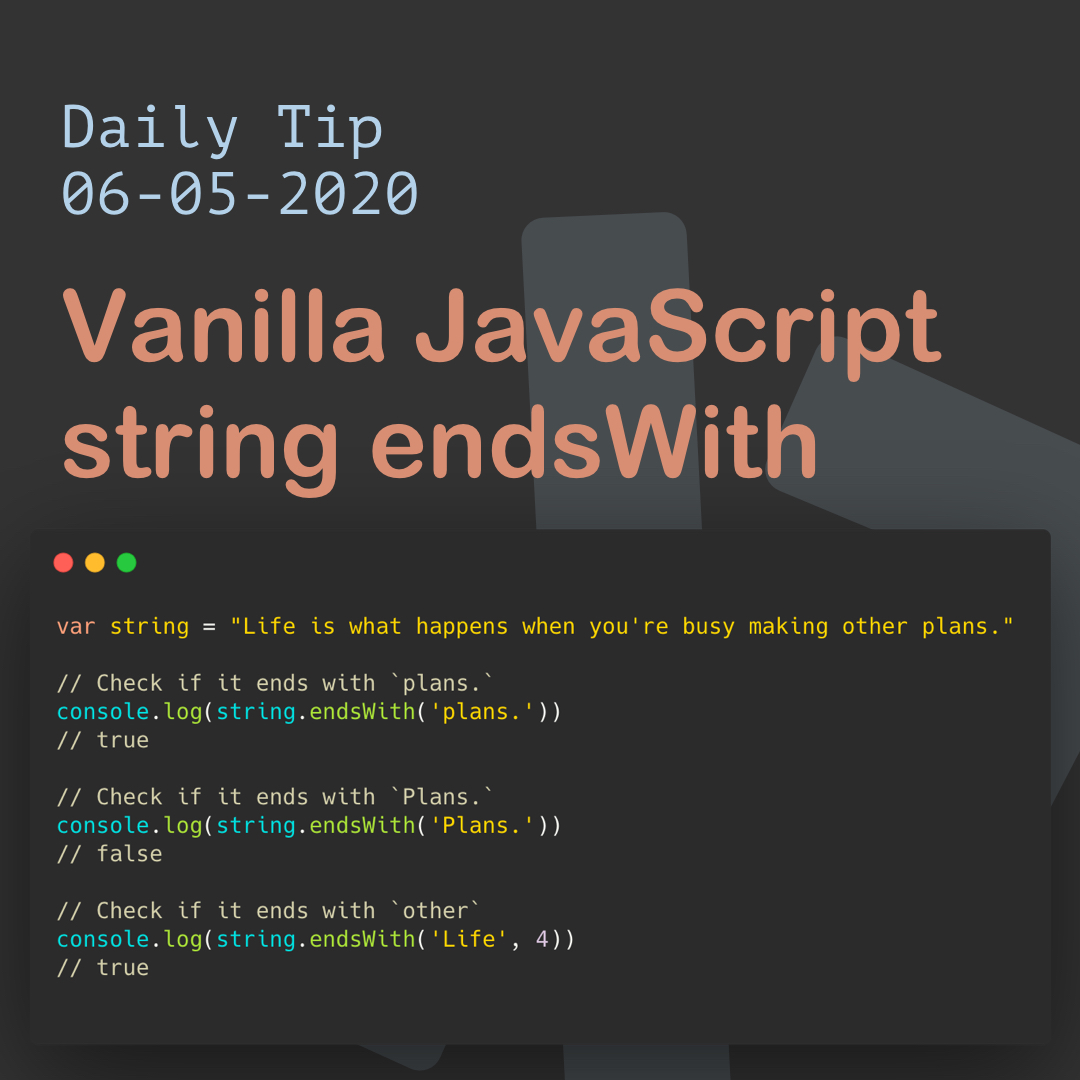 Daily Tip
06-05-2020
Vanilla JavaScript
string endsWith
var string = "Life is what happens when you're busy making other plans."
// Check if it ends with `plans.`
console.log(string.endsWith('plans.'))
// true
// Check if it ends with `Plans.`
console.log(string.endsWith('Plans.'))
// false
// Check if it ends with `other`
console.log(string.endsWith('Life', 4))
// true